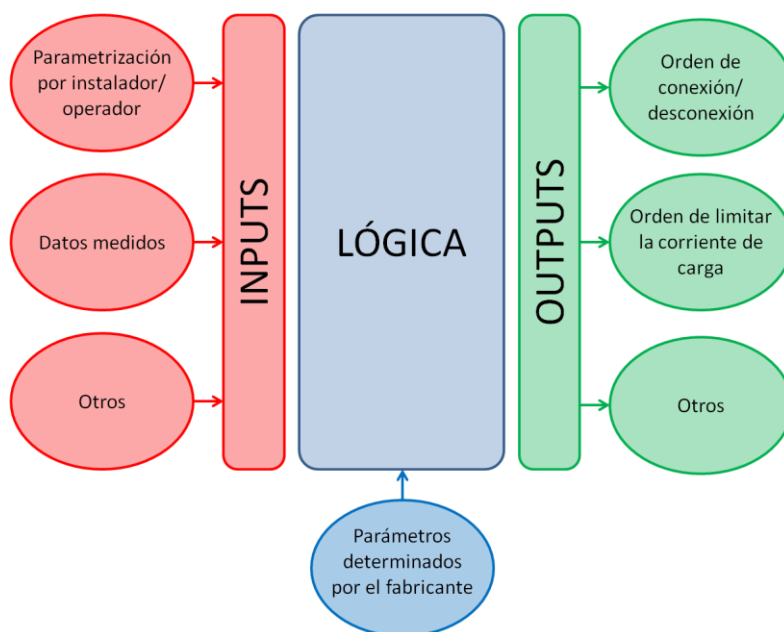 Parametrización
por instalador/
operador
Datos medidos
Otros
INPUTS
LÓGICA
Parámetros
determinados
por el fabricante
OUTPUTS
Orden de
conexión/
desconexión
Orden de limitar
la corriente de
carga
Otros